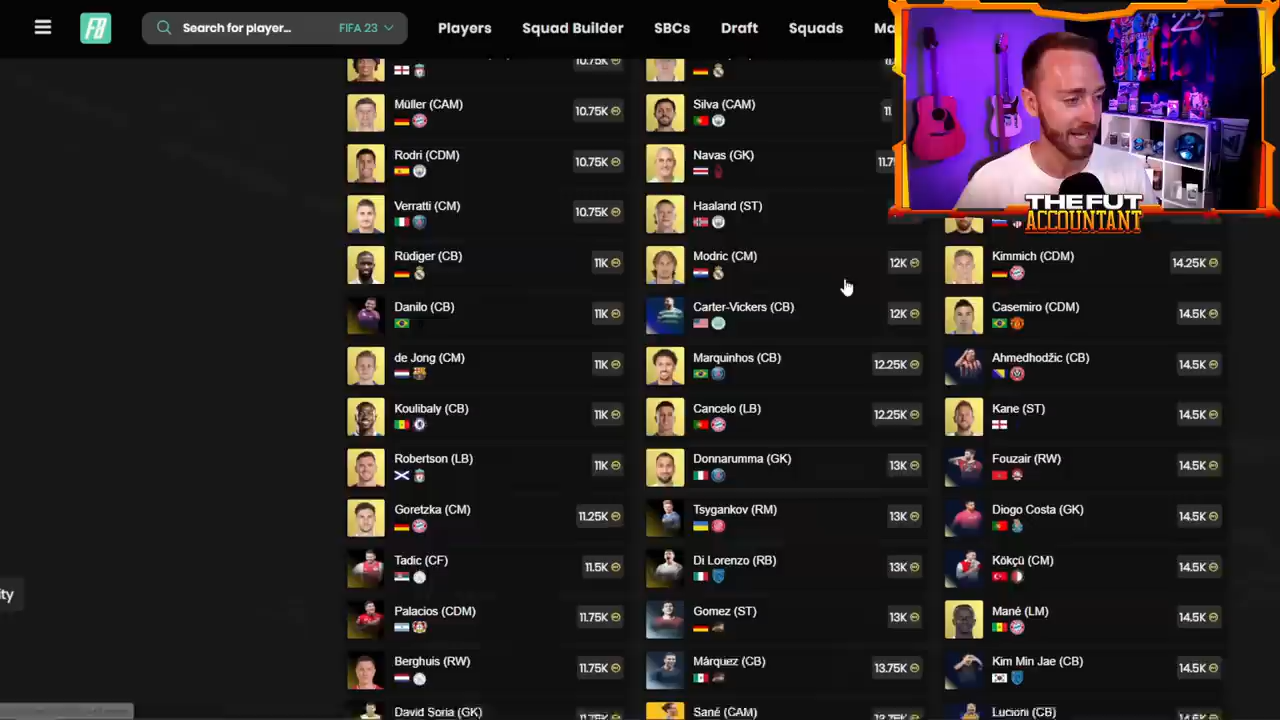 FB
Search for player...
FIFA 23
Players
Squad Builder
SBCs
Draft
Squads
THE FUT
ACCOUNTANT
10.75K
Müller (CAM)
10.75K
Rodri (CDM)
10.75K
Verratti (CM)
10.75K
Rüdiger (CB)
11K
Danilo (CB)
11K
de Jong (CM)
11K
Koulibaly (CB)
11K
Robertson (LB)
11K
Goretzka (CM)
11.25K
Tadic (CF)
11.5K
Palacios (CDM)
11.75K
Berghuis (RW)
11.75K
David Soria (GK)
Silva (CAM)
Navas (GK)
Haaland (ST)
Modric (CM)
12K
Carter-Vickers (CB)
12K
Marquinhos (CB)
12.25K
Cancelo (LB)
12.25K
Donnarumma (GK)
13K
Tsygankov (RM)
13K
Di Lorenzo (RB)
13K
Gomez (ST)
13K
Márquez (CB)
13.75K
Sané (CAM)
Kimmich (CDM)
14.25K
Casemiro (CDM)
14.5K
Ahmedhodžic (CB)
14.5K
Kane (ST)
14.5K
Fouzair (RW)
14.5K
Diogo Costa (GK)
14.5K
Kökçü (CM)
14.5K
Mané (LM)
14.5K
Kim Min Jae (CB)
14.5K
Lucioni (CB)